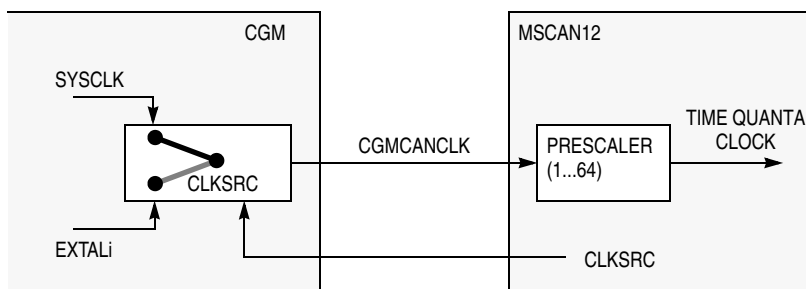 CGM
MSCAN12
SYSCLK
CLKSRC
EXTALi
CGMCANCLK
PRESCALER
(1...64)
TIME QUANTA
CLOCK
CLKSRC